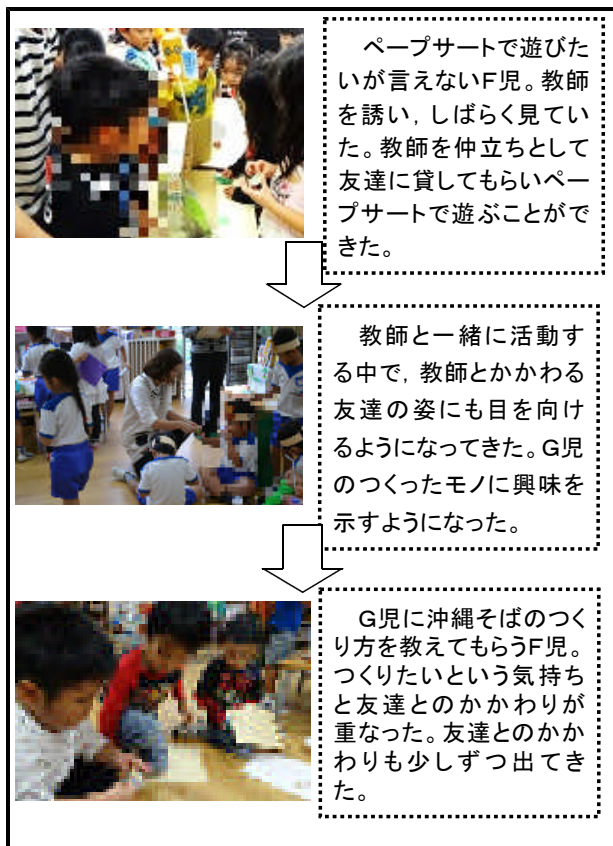 ペープサートで遊びた
いが言えないF児。教師
を誘い，しばらく見てい
た。教師を仲立ちとして
友達に貸してもらいペー
プサートで遊ぶことがで
きた。
教師と一緒に活動す
る中で，教師とかかわる
友達の姿にも目を向け
るようになってきた。G児
のつくったモノに興味を
示すようになった。
G児に沖縄そばのつく
り方を教えてもらうF児。
つくりたいという気持ち
と友達とのかかわりが
重なった。友達とのかか
わりも少しずつ出てき
た。